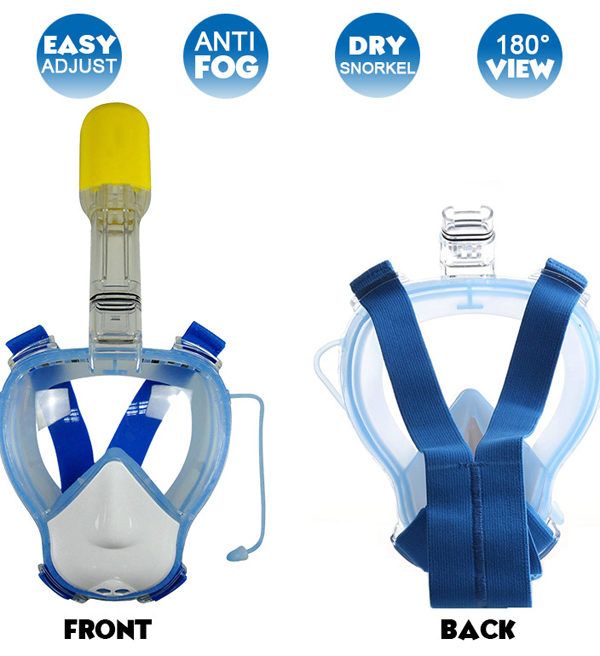 EASY
ADJUST
ANTI
FOG
DRY
SNORKEL
180°
VIEW
FRONT
BACK